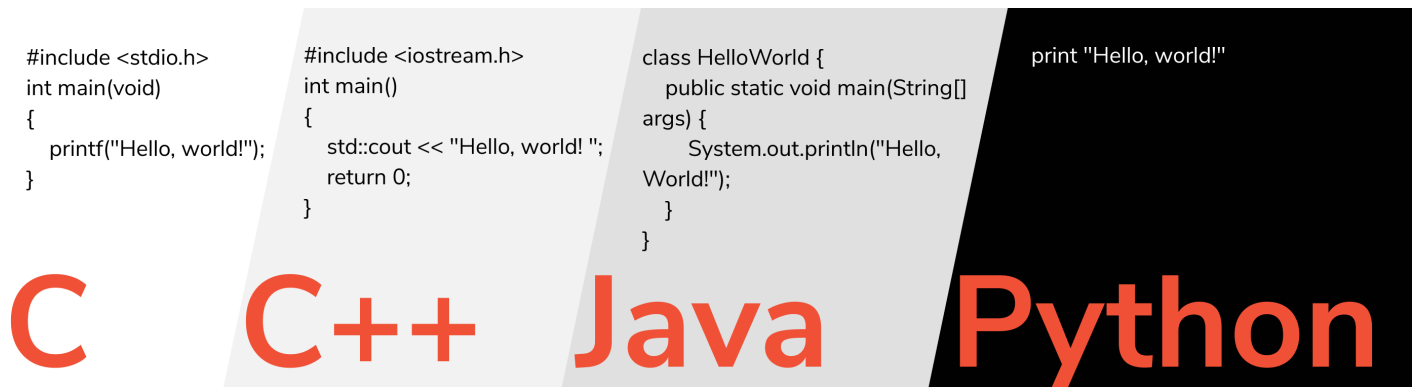 #include <stdio.h>
int main(void)
{
printf("Hello, world!");
}
C
#include <iostream.h>
int main()
{
std::cout << "Hello, world! ";
return 0;
}
C++
class HelloWorld {
public static void main(String[]
args) {
System.out.println("Hello,
World!");
}
}
Java
print "Hello, world!"
Python